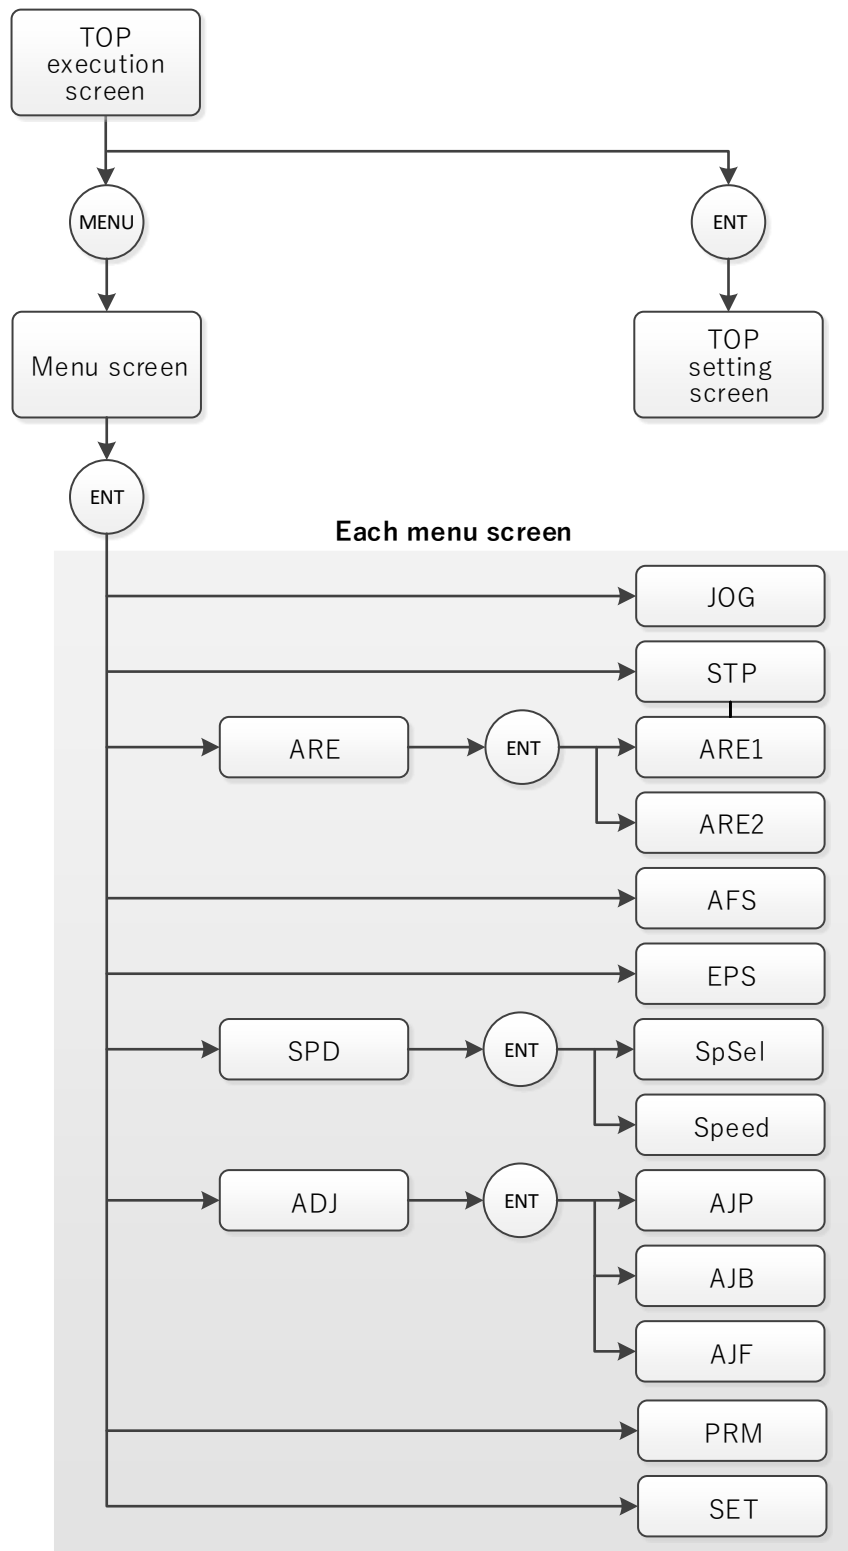 TOP
execution
screen
MENU
ENT
Menu screen
TOP
setting
screen
ENT
Each menu screen
JOG
STP
ARE
ENT
ARE1
ARE2
AFS
EPS
SPD
ENT
SpSel
Speed
ADJ
ENT
AJP
AJB
AJF
PRM
SET